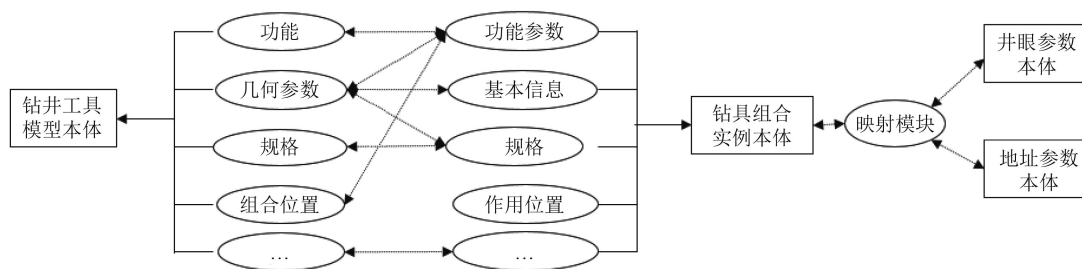 钻井工具
模型本体
功能
几何参数
规格
组合位置
…
功能参数
基本信息
规格
作用位置
…
钻具组合
实例本体
映射模块
井眼参数
本体
地址参数
本体